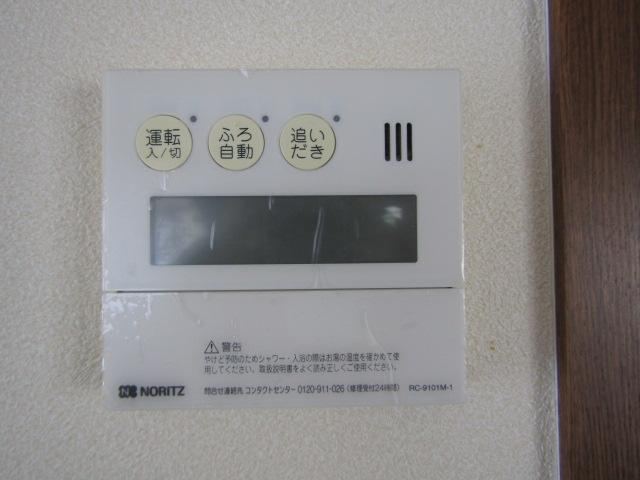 運転
入/切
ふろ
自動
追い
だき
警告
やけど予防のためシャワー・入浴の際はお湯の温度を確かめて使
用してください。取扱説明書をよく読み正しくご使用ください。
NORITZ 問合せ連絡先 コンタクトセンター 0120-911-026 (修理受付24時間) RC-9101M-1